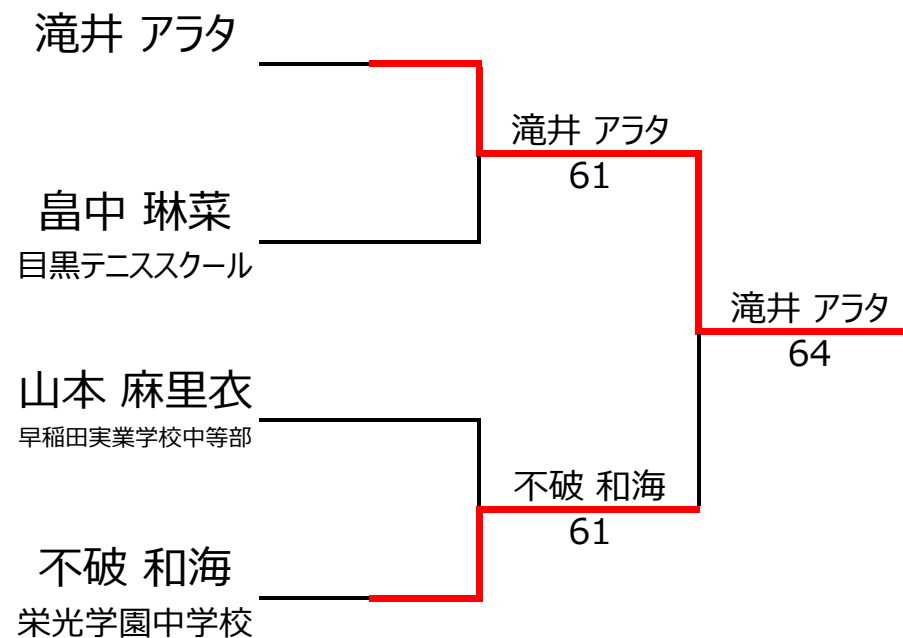 滝井 アラタ
畠中 琳菜
目黒テニススクール
山本 麻里衣
早稲田実業学校中等部
不破 和海
栄光学園中学校
滝井 アラタ
61
不破 和海
61
滝井 アラタ
64